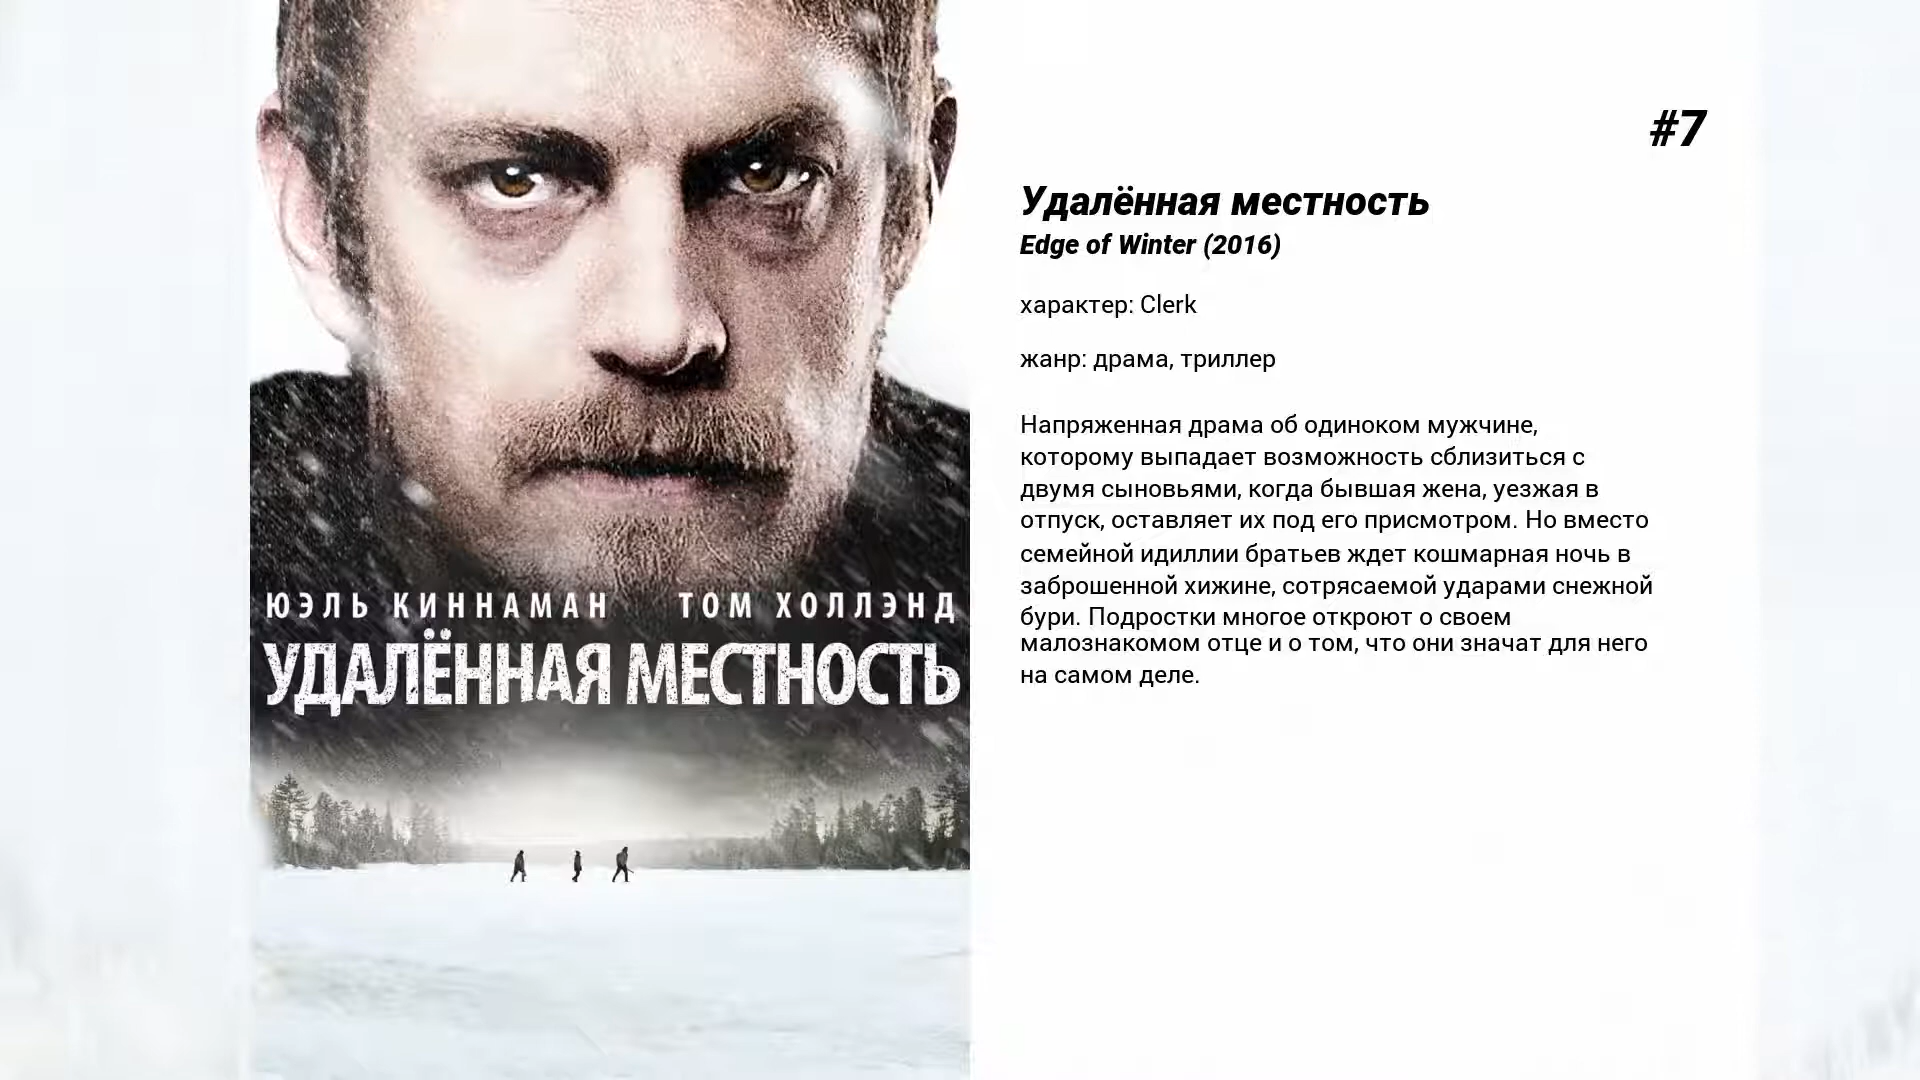 ЮЭЛЬ КИННАМАН ТОМ ХОЛЛЭНД
УДАЛЁННАЯ МЕСТНОСТЬ
#7
Удалённая местность
Edge of Winter (2016)
характер: Clerk
жанр: драма, триллер
Напряженная драма об одиноком мужчине,
которому выпадает возможность сблизиться с
двумя сыновьями, когда бывшая жена, уезжая в
отпуск, оставляет их под его присмотром. Но вместо
семейной идиллии братьев ждет кошмарная ночь в
заброшенной хижине, сотрясаемой ударами снежной
бури. Подростки многое откроют о своем
малознакомом отце и о том, что они значат для него
на самом деле.